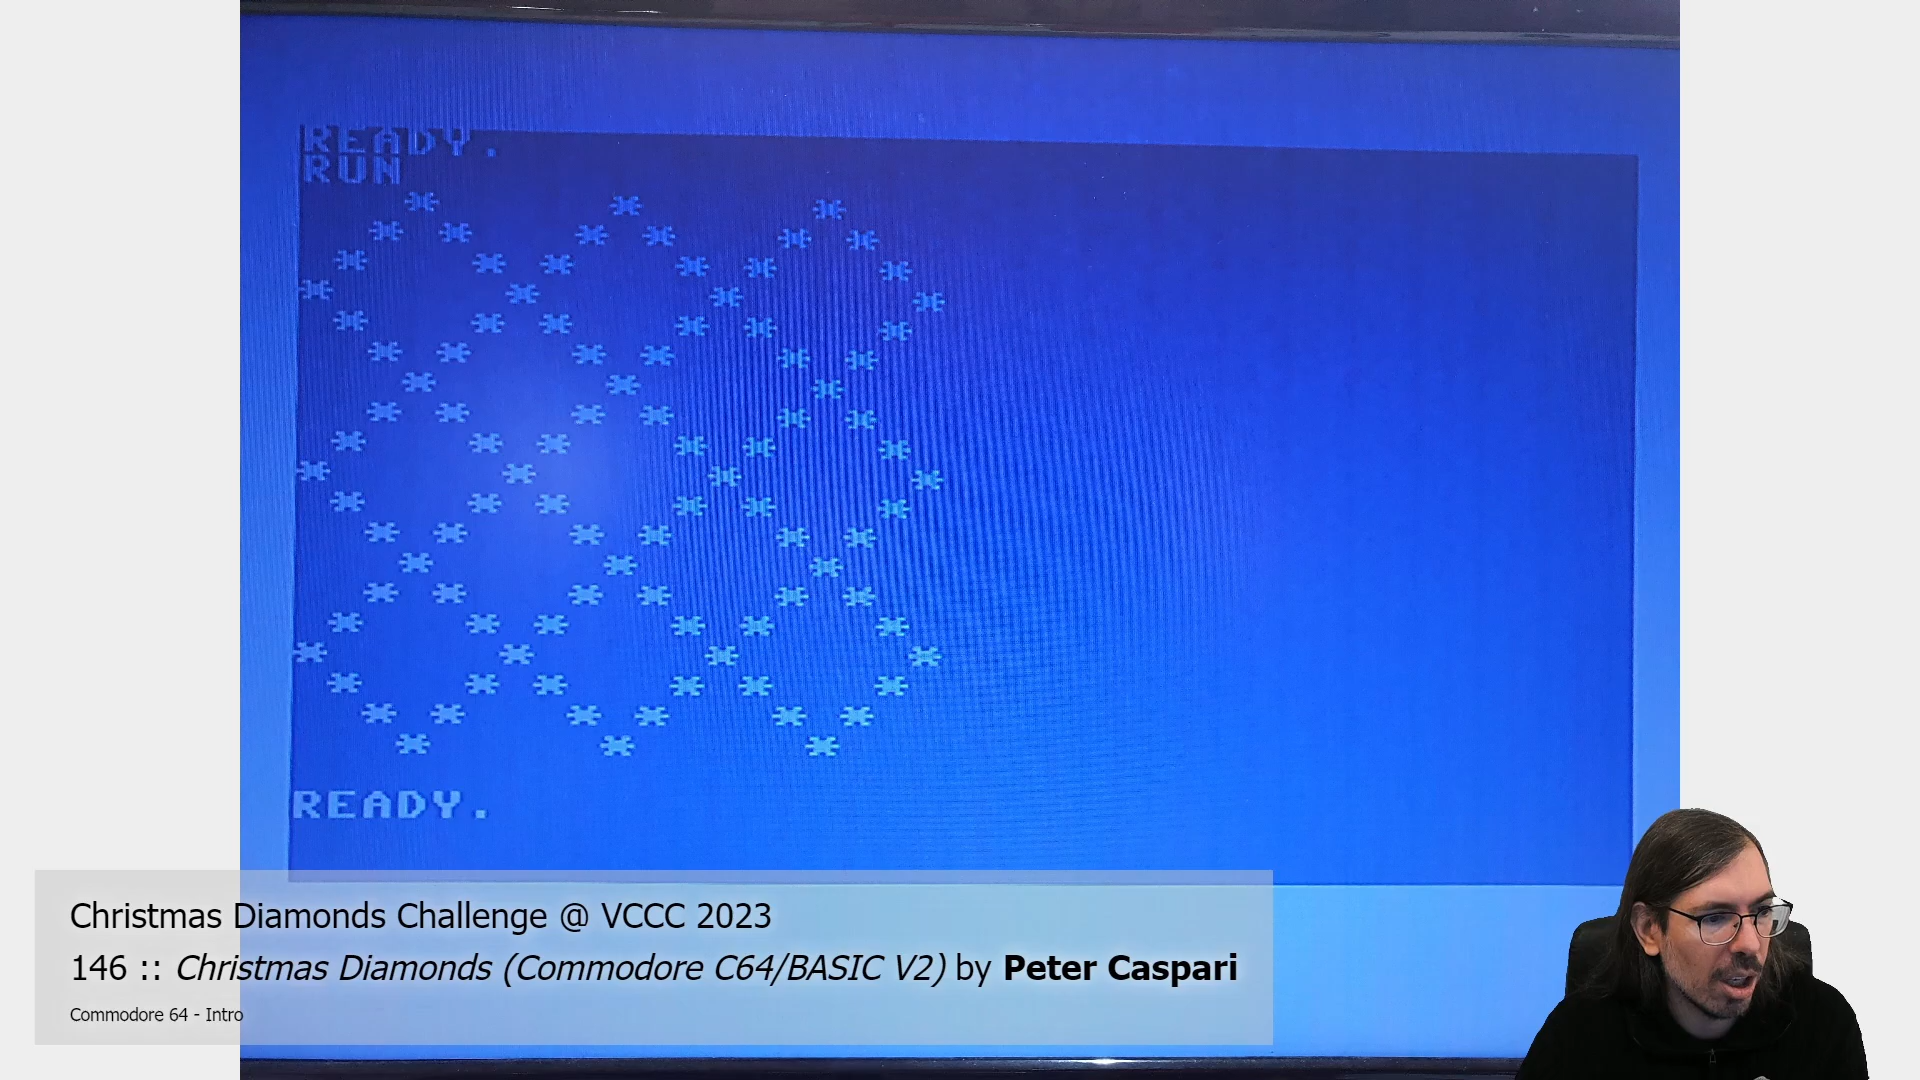 READY.
RUN
READY.
Christmas Diamonds Challenge @ VCCC 2023
146 :: Christmas Diamonds (Commodore C64/BASIC V2) by Peter Caspari
Commodore 64 - Intro